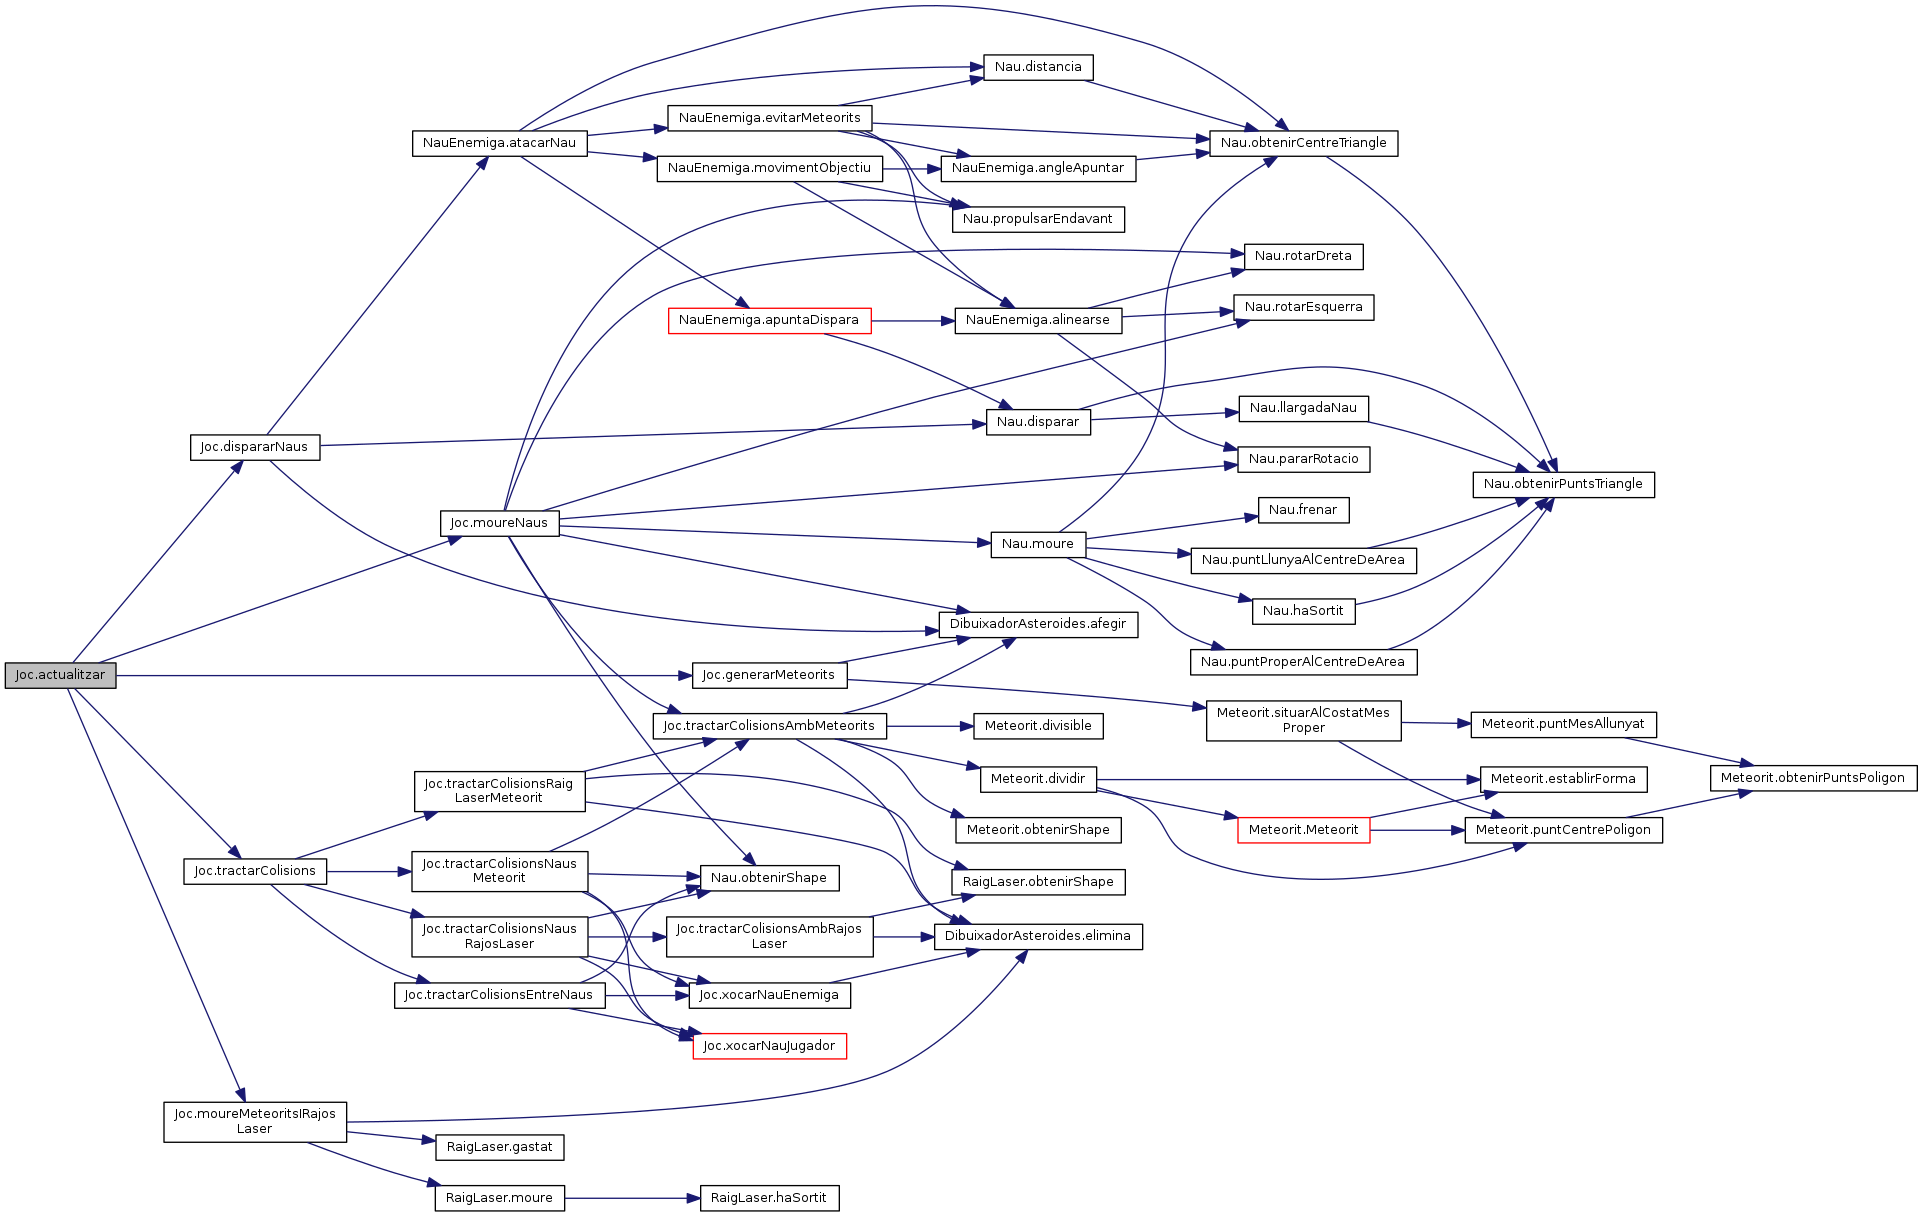 Joc.actualitzar
Joc.dispararNaus
NauEnemiga.atacarNau
NauEnemiga.evitarMeteorits
NauEnemiga.movimentObjectiu
NauEnemiga.apuntaDispara
Nau.distancia
NauEnemiga.angleApuntar
Nau.propulsarEndavant
NauEnemiga.alinearse
Nau.disparar
Nau.obtenirCentreTriangle
Nau.rotarDreta
Nau.rotarEsquerra
Nau.llargadaNau
Nau.pararRotacio
Nau.obtenirPuntsTriangle
Joc.moureNaus
Nau.moure
Nau.frenar
Nau.puntLlunyaAlCentreDeArea
Nau.haSortit
Nau.puntProperAlCentreDeArea
DibuixadorAsteroides.afegir
Joc.generarMeteorits
Joc.tractarColisionsAmbMeteorits
Meteorit.situarAlCostatMes
Proper
Meteorit.puntMesAllunyat
Meteorit.divisible
Meteorit.dividir
Meteorit.obtenirShape
Meteorit.establirForma
Meteorit.Meteorit
Meteorit.puntCentrePoligon
Meteorit.obtenirPuntsPoligon
Joc.tractarColisions
Joc.tractarColisionsRaig
LaserMeteorit
Joc.tractarColisionsNaus
Meteorit
Joc.tractarColisionsNaus
RajosLaser
Joc.tractarColisionsEntreNaus
Nau.obtenirShape
Joc.tractarColisionsAmbRajos
Laser
Joc.xocarNauEnemiga
Joc.xocarNauJugador
RaigLaser.obtenirShape
DibuixadorAsteroides.elimina
Joc.moureMeteoritsIRajos
Laser
RaigLaser.gastat
RaigLaser.moure
RaigLaser.haSortit